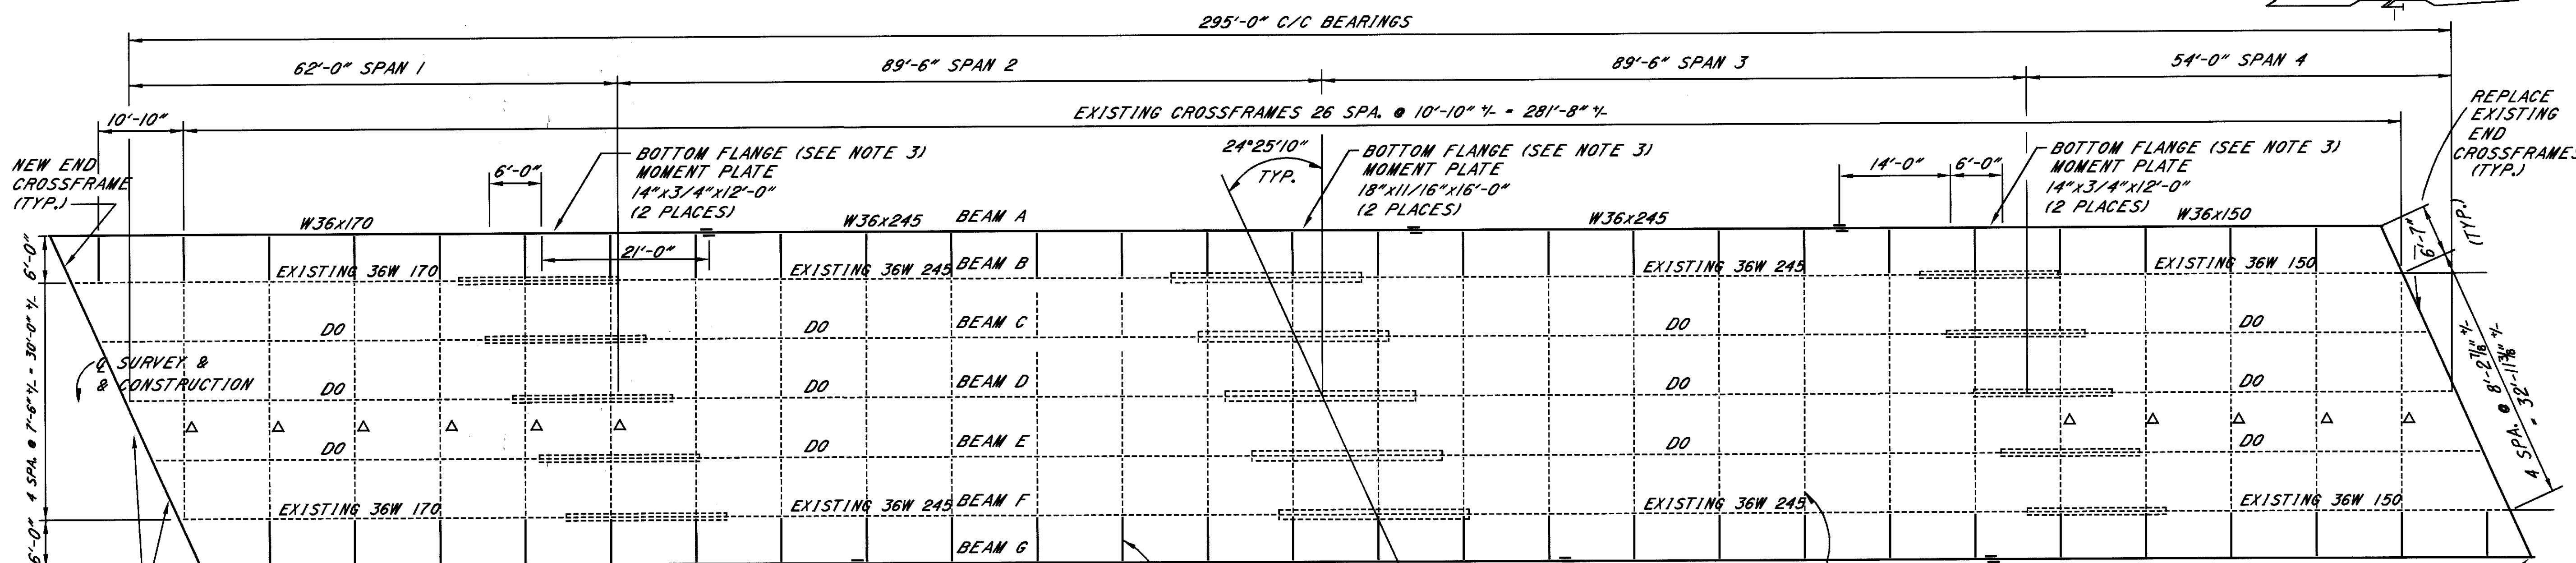 295'-0" C/C BEARINGS
62'-0" SPAN 1
89'-6" SPAN 2
89'-6" SPAN 3
54'-0" SPAN 4
10'-10"
EXISTING CROSSFRAMES 26 SPA. @ 10'-10" +/- = 281'-8" +/-
REPLACE
EXISTING
END
CROSSFRAMES
(TYP.)
NEW END
CROSSFRAME
(TYP.)
6'-0"
BOTTOM FLANGE (SEE NOTE 3)
MOMENT PLATE
14"x3/4"x12'-0"
(2 PLACES)
24°25'10"
TYP.
BOTTOM FLANGE (SEE NOTE 3)
MOMENT PLATE
18"x11/16"x16'-0"
(2 PLACES)
14'-0"
6'-0"
BOTTOM FLANGE (SEE NOTE 3)
MOMENT PLATE
14"x3/4"x12'-0"
(2 PLACES)
W36x170
W36x245
BEAM A
W36x245
W36x150
6'-7"
(TYP.)
6'-0"
21'-0"
EXISTING 36W 170
EXISTING 36W 245
BEAM B
EXISTING 36W 245
EXISTING 36W 150
DO
DO
BEAM C
DO
DO
℄ SURVEY &
& CONSTRUCTION
DO
DO
BEAM D
DO
DO
4 SPA. @ 7'-6" +/- = 30'-0" +/-
4 SPA. @ 8'-2 7/8" +/-
= 32'-11 3/8" +/-
DO
DO
BEAM E
DO
DO
EXISTING 36W 170
EXISTING 36W 245
BEAM F
EXISTING 36W 245
EXISTING 36W 150
6'-0"
BEAM G